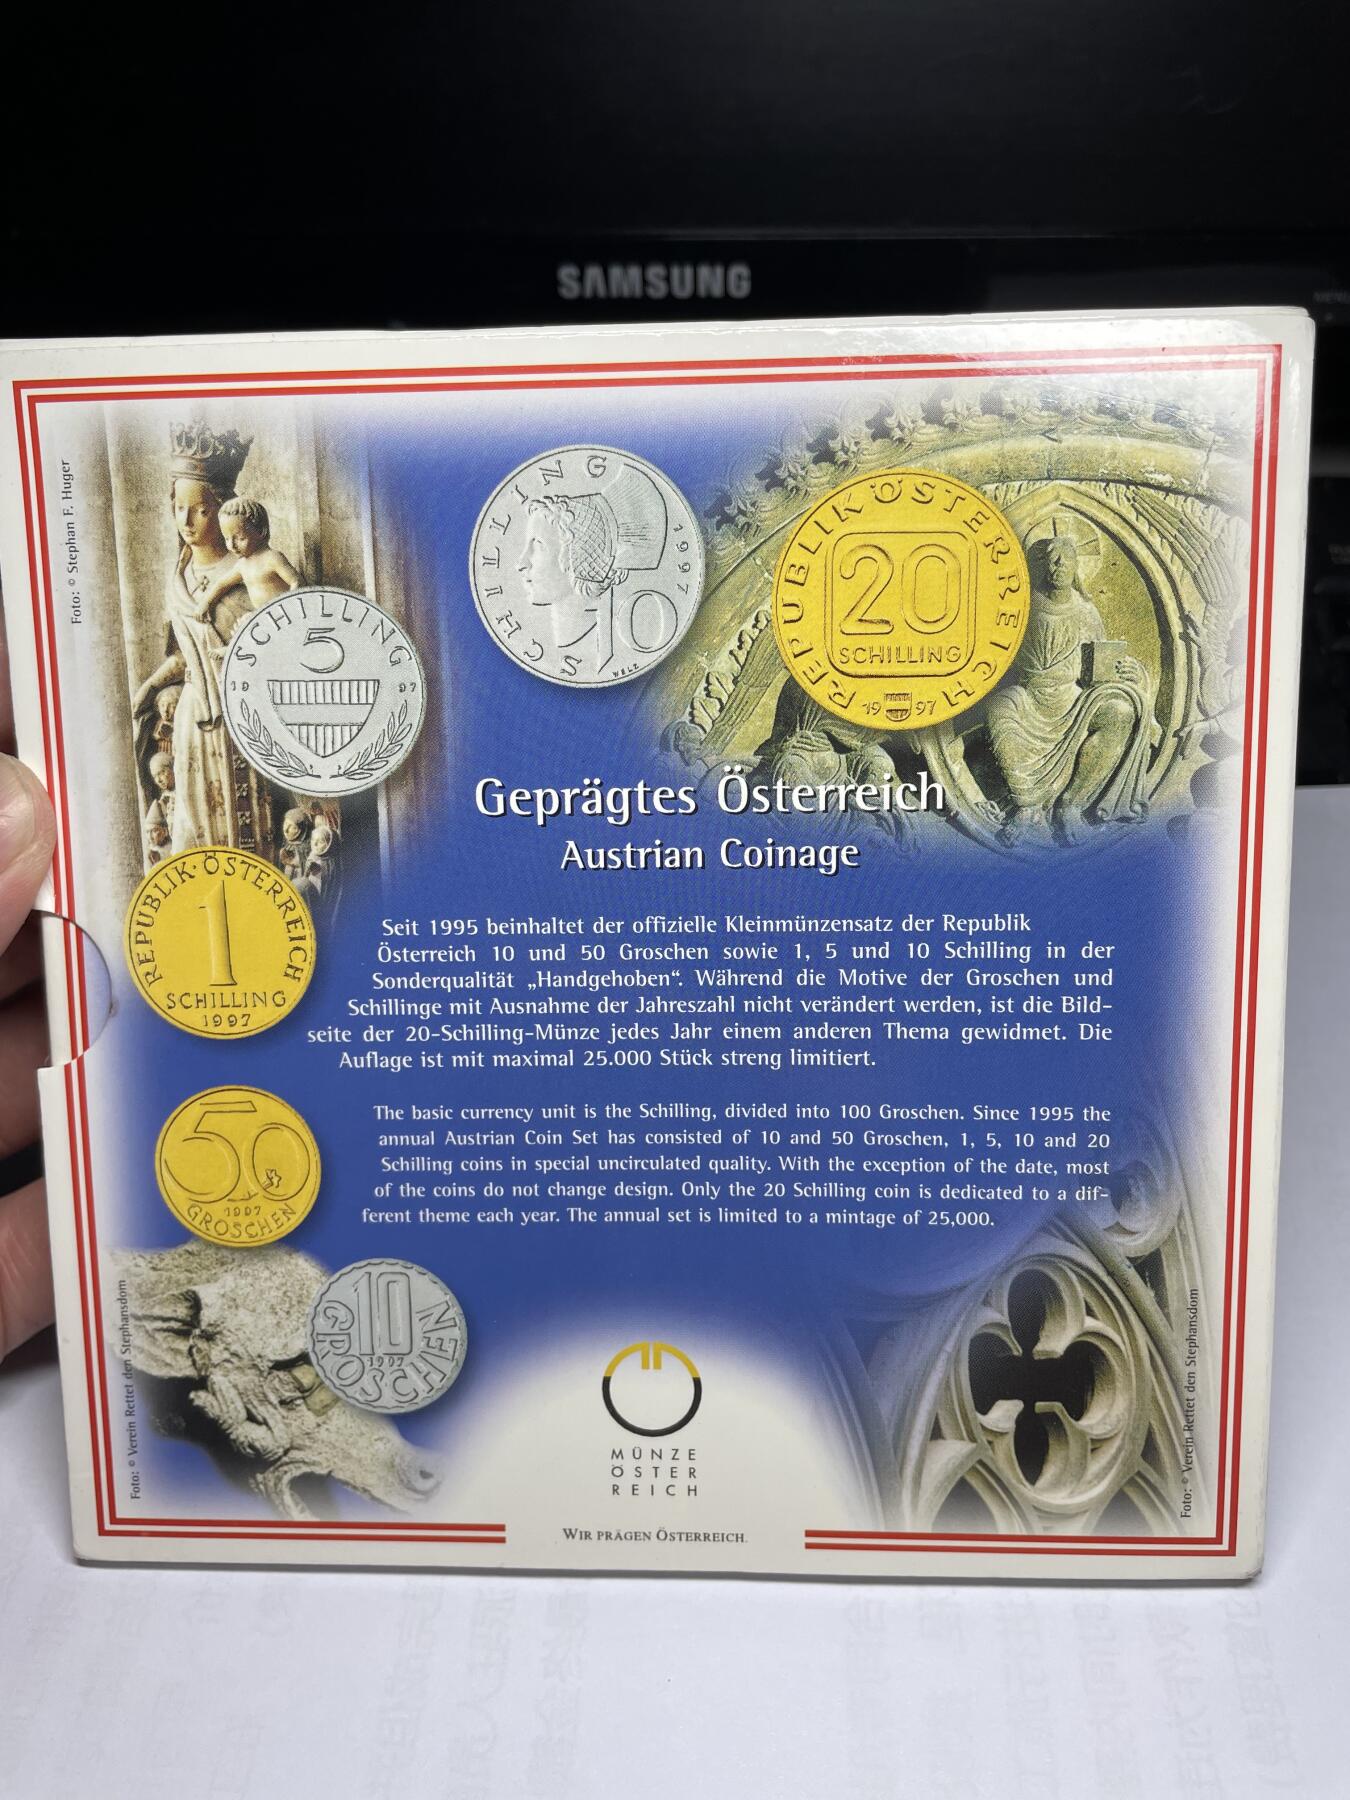 SAMSUNG
Foto: © Stephan F. Huger
SCHILLING
5
19 97
SCHILLING
1997
10
WELZ
REPUBLIK ÖSTERREICH
20
SCHILLING
19 97
Geprägtes Österreich
Austrian Coinage
REPUBLIK · ÖSTERREICH
1
SCHILLING
1997
Seit 1995 beinhaltet der offizielle Kleinmünzensatz der Republik
Österreich 10 und 50 Groschen sowie 1, 5 und 10 Schilling in der
Sonderqualität „Handgehoben“. Während die Motive der Groschen und
Schillinge mit Ausnahme der Jahreszahl nicht verändert werden, ist die Bild-
seite der 20-Schilling-Münze jedes Jahr einem anderen Thema gewidmet. Die
Auflage ist mit maximal 25.000 Stück streng limitiert.
50
1997
GROSCHEN
The basic currency unit is the Schilling, divided into 100 Groschen. Since 1995 the
annual Austrian Coin Set has consisted of 10 and 50 Groschen, 1, 5, 10 and 20
Schilling coins in special uncirculated quality. With the exception of the date, most
of the coins do not change design. Only the 20 Schilling coin is dedicated to a dif-
ferent theme each year. The annual set is limited to a mintage of 25,000.
10
1997
GROSCHEN
Foto: © Verein Rettet den Stephansdom
MÜNZE
ÖSTER
REICH
WIR PRÄGEN ÖSTERREICH.
Foto: © Verein Rettet den Stephansdom